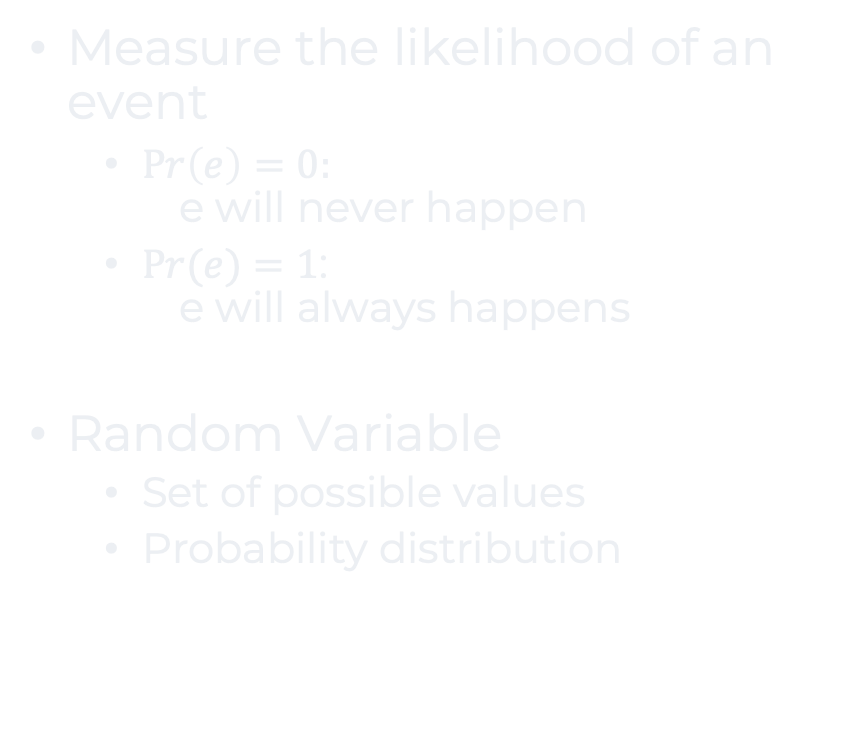 • Measure the likelihood of an
event
• Pr(e) = 0:
e will never happen
• Pr(e) = 1:
e will always happens
• Random Variable
• Set of possible values
• Probability distribution